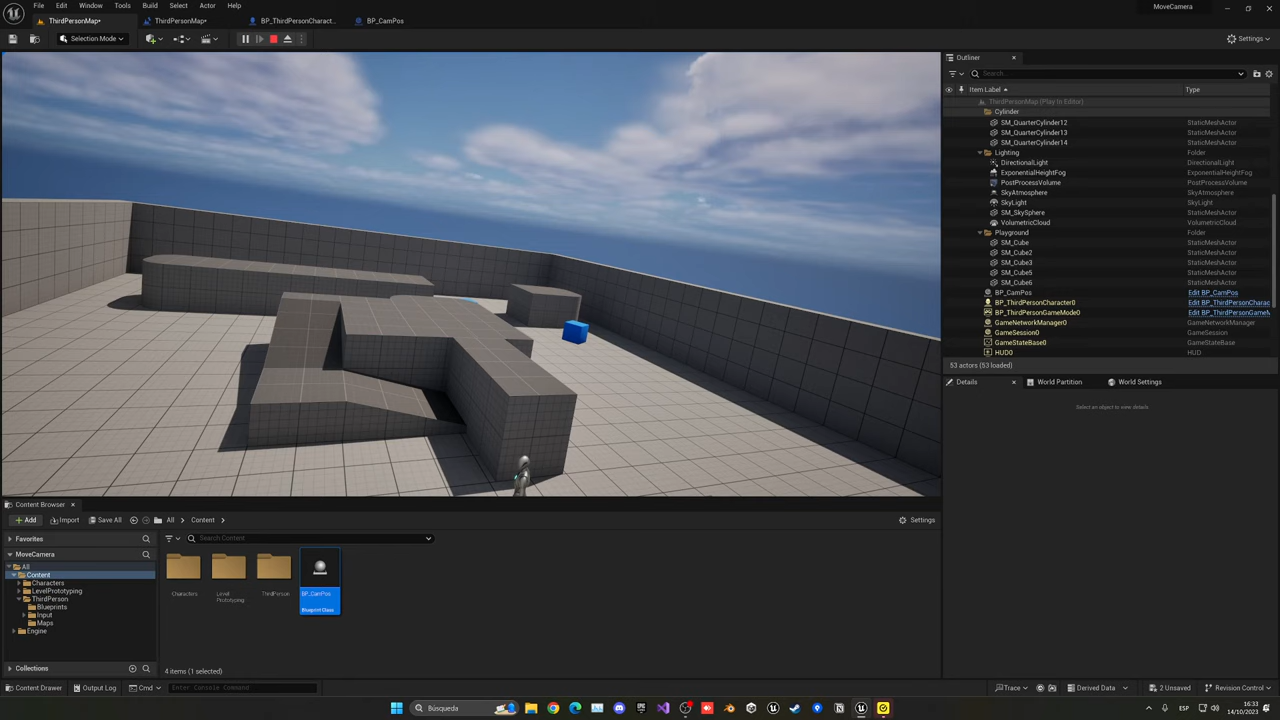 File Edit Window Tools Build Select Actor Help
MoveCamera
ThirdPersonMap*
ThirdPersonMap*
BP_ThirdPersonCharact...
BP_CamPos
Selection Mode
Settings
Outliner
Search...
Item Label
Type
ThirdPersonMap (Play In Editor)
Cylinder
SM_QuarterCylinder12 StaticMeshActor
SM_QuarterCylinder13 StaticMeshActor
SM_QuarterCylinder14 StaticMeshActor
Lighting Folder
DirectionalLight DirectionalLight
ExponentialHeightFog ExponentialHeightFog
PostProcessVolume PostProcessVolume
SkyAtmosphere SkyAtmosphere
SkyLight SkyLight
SM_SkySphere StaticMeshActor
VolumetricCloud VolumetricCloud
Playground Folder
SM_Cube StaticMeshActor
SM_Cube2 StaticMeshActor
SM_Cube3 StaticMeshActor
SM_Cube5 StaticMeshActor
SM_Cube6 StaticMeshActor
BP_CamPos Edit BP_CamPos
BP_ThirdPersonCharacter0 Edit BP_ThirdPersonCharac
BP_ThirdPersonGameMode0 Edit BP_ThirdPersonGameM
GameNetworkManager0 GameNetworkManager
GameSession0 GameSession
GameStateBase0 GameStateBase
HUD0 HUD
53 actors (53 loaded)
Details
World Partition
World Settings
Select an object to view details
Content Browser
Add
Import
Save All
All
Content
Settings
Favorites
Search Content
MoveCamera
All
Content
Characters
LevelPrototyping
ThirdPerson
Blueprints
Input
Maps
Engine
Characters
Level
Prototyping
ThirdPerson
BP_CamPos
Blueprint Class
Collections
4 items (1 selected)
Content Drawer
Output Log
Cmd
Enter Console Command
Trace
Derived Data
2 Unsaved
Revision Control
Búsqueda
ESP
16:33
14/10/2023